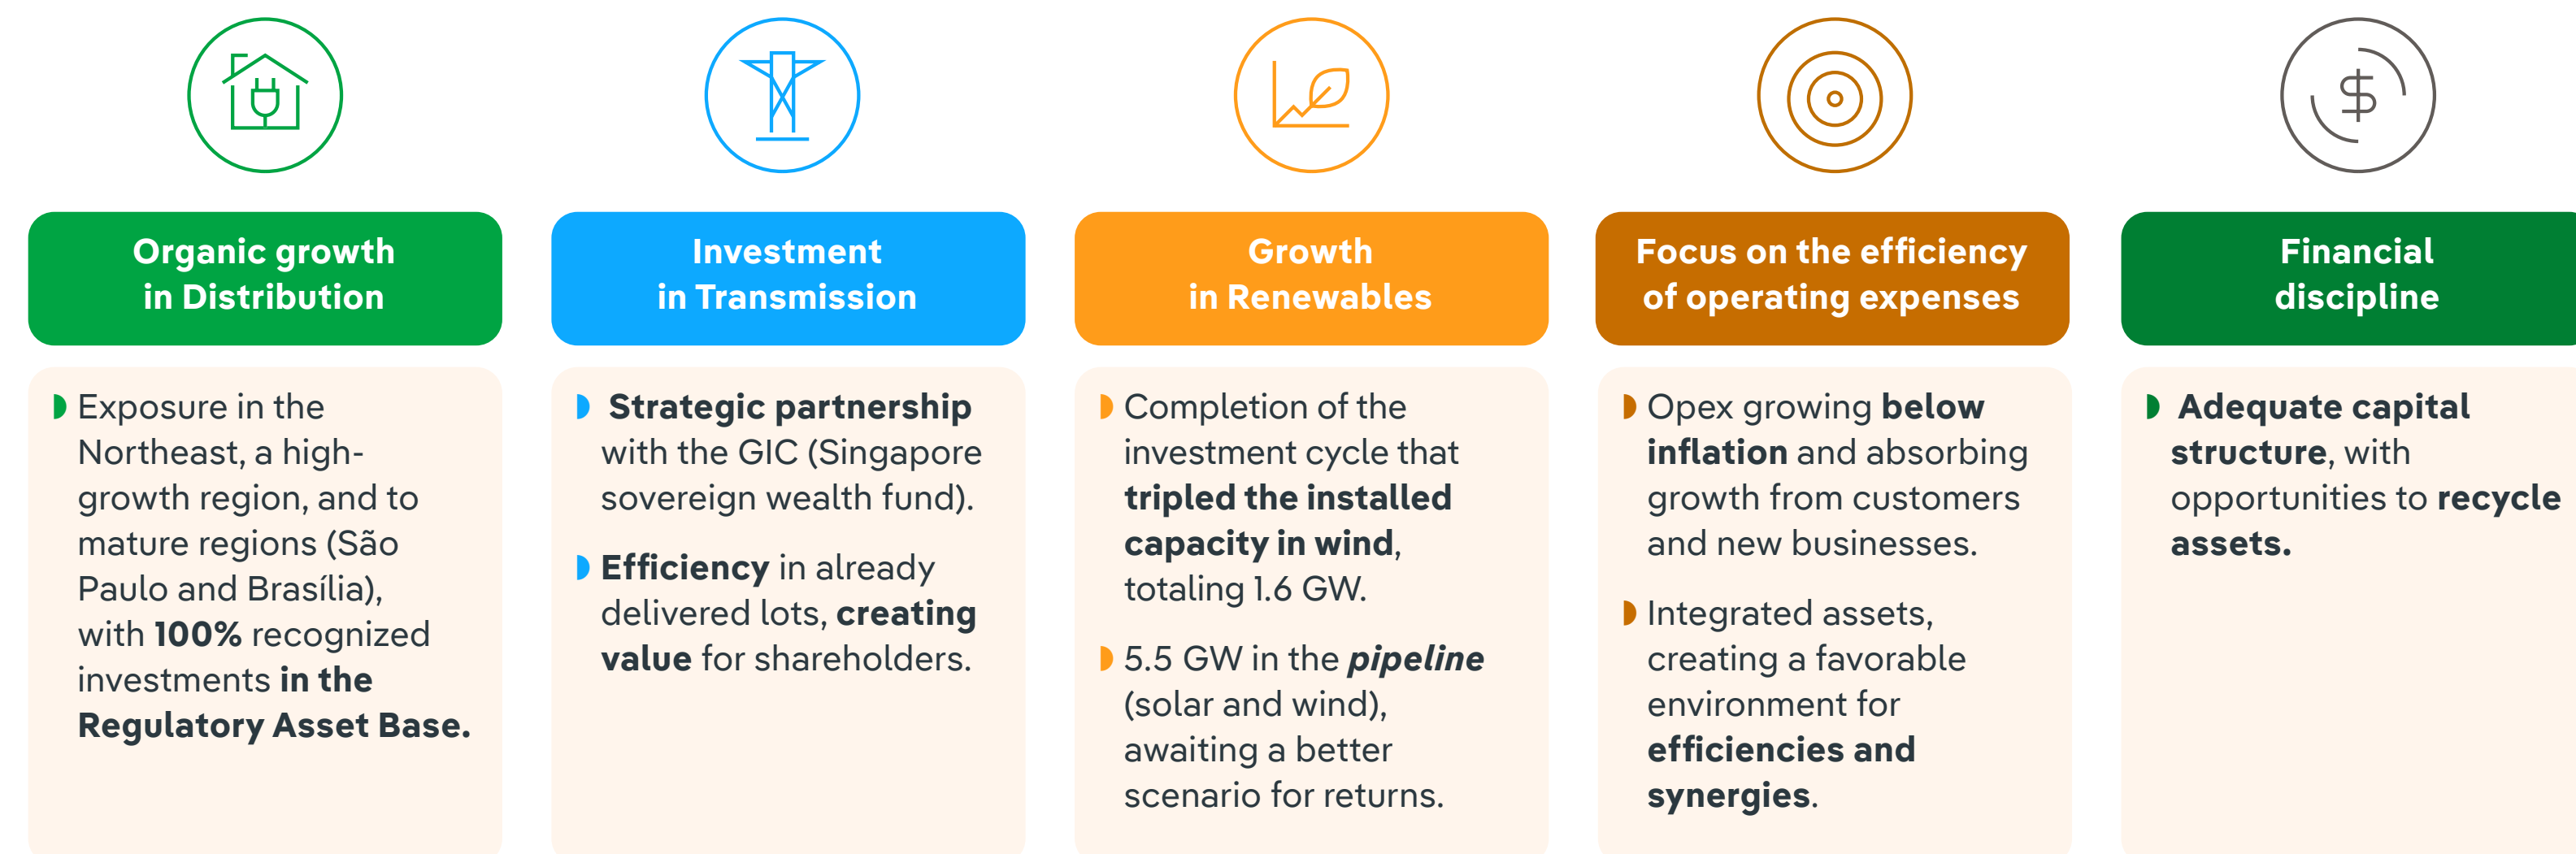 Organic growth
in Distribution
Exposure in the
Northeast, a high-
growth region, and to
mature regions (São
Paulo and Brasília),
with 100% recognized
investments in the
Regulatory Asset Base.
Investment
in Transmission
Strategic partnership
with the GIC (Singapore
sovereign wealth fund).
Efficiency in already
delivered lots, creating
value for shareholders.
Growth
in Renewables
Completion of the
investment cycle that
tripled the installed
capacity in wind,
totaling 1.6 GW.
5.5 GW in the pipeline
(solar and wind),
awaiting a better
scenario for returns.
Focus on the efficiency
of operating expenses
Opex growing below
inflation and absorbing
growth from customers
and new businesses.
Integrated assets,
creating a favorable
environment for
efficiencies and
synergies.
$
Financial
discipline
Adequate capital
structure, with
opportunities to recycle
assets.